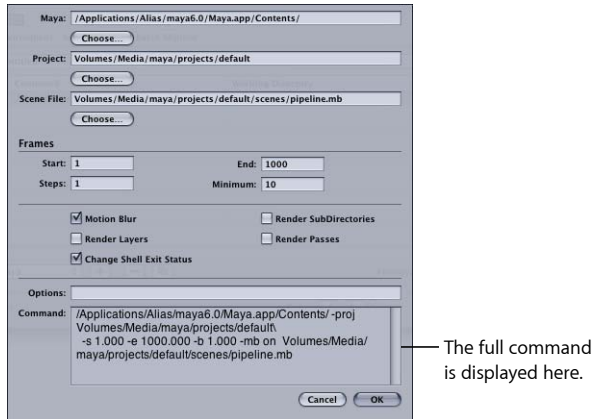 Maya: /Applications/Alias/maya6.0/Maya.app/Contents/
Choose...
Project: Volumes/Media/maya/projects/default
Choose...
Scene File: Volumes/Media/maya/projects/default/scenes/pipeline.mb
Choose...
Frames
Start: 1 End: 1000
Steps: 1 Minimum: 10
Motion Blur Render SubDirectories
Render Layers Render Passes
Change Shell Exit Status
Options:
Command: /Applications/Alias/maya6.0/Maya.app/Contents/ -proj
Volumes/Media/maya/projects/default\
-s 1.000 -e 1000.000 -b 1.000 -mb on Volumes/Media/
maya/projects/default/scenes/pipeline.mb
The full command
is displayed here.
Cancel OK